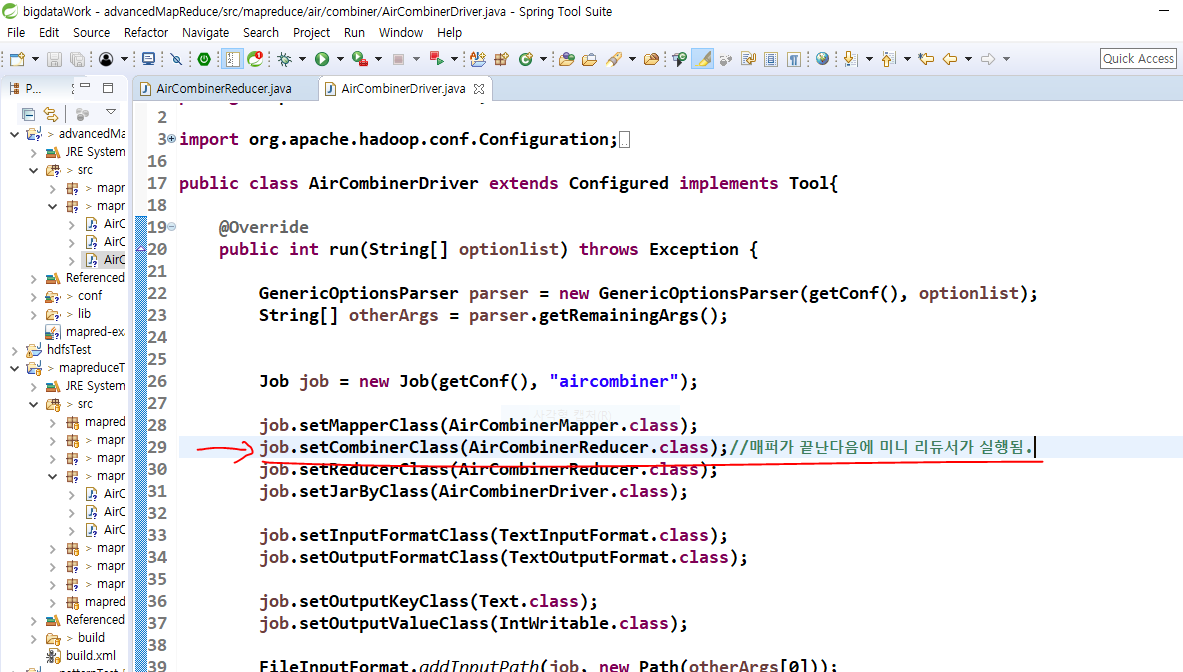 bigdataWork - advancedMapReduce/src/mapreduce/air/combiner/AirCombinerDriver.java - Spring Tool Suite
File Edit Source Refactor Navigate Search Project Run Window Help
Quick Access
P...
AirCombinerReducer.java
AirCombinerDriver.java
> advancedMa
JRE System
> src
> mapr
> mapr
AirC
AirC
AirC
Referenced
> conf
> lib
mapred-ex
hdfsTest
> mapreduceT
JRE System
> src
mapred
> mapr
> mapr
> mapr
AirC
AirC
AirC
> mapr
> mapr
> mapr
mapred
Referenced
> build
build.xml
2
3 import org.apache.hadoop.conf.Configuration;
16
17 public class AirCombinerDriver extends Configured implements Tool{
18
19 @Override
20 public int run(String[] optionlist) throws Exception {
21
22 GenericOptionsParser parser = new GenericOptionsParser(getConf(), optionlist);
23 String[] otherArgs = parser.getRemainingArgs();
24
25
26 Job job = new Job(getConf(), "aircombiner");
27
28 job.setMapperClass(AirCombinerMapper.class);
29 job.setCombinerClass(AirCombinerReducer.class);//매퍼가 끝난다음에 미니 리듀서가 실행됨.
30 job.setReducerClass(AirCombinerReducer.class);
31 job.setJarByClass(AirCombinerDriver.class);
32
33 job.setInputFormatClass(TextInputFormat.class);
34 job.setOutputFormatClass(TextOutputFormat.class);
35
36 job.setOutputKeyClass(Text.class);
37 job.setOutputValueClass(IntWritable.class);
38
39 FileInputFormat.addInputPath(job, new Path(otherArgs[0]));